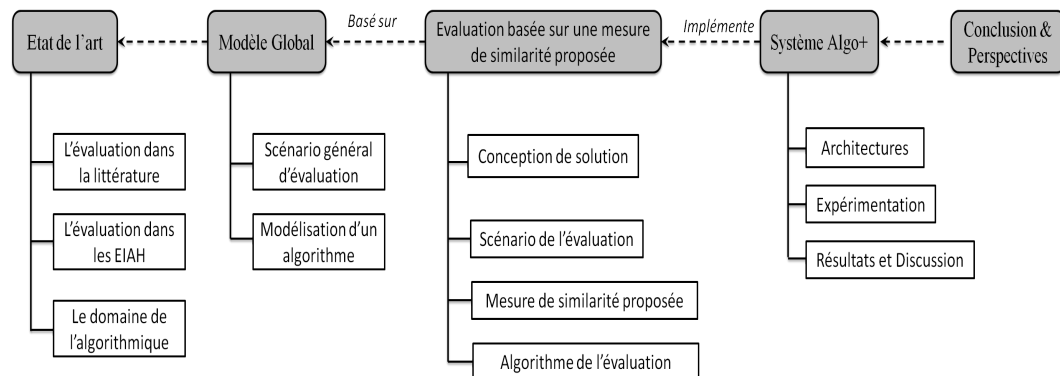 Etat de l'art
Modèle Global
Basé sur
Evaluation basée sur une mesure
de similarité proposée
Implémente
Système Algo+
Conclusion &
Perspectives
L'évaluation dans
la littérature
L'évaluation dans
les EIAH
Le domaine de
l'algorithmique
Scénario général
d'évaluation
Modélisation d'un
algorithme
Conception de solution
Scénario de l'évaluation
Mesure de similarité proposée
Algorithme de l'évaluation
Architectures
Expérimentation
Résultats et Discussion